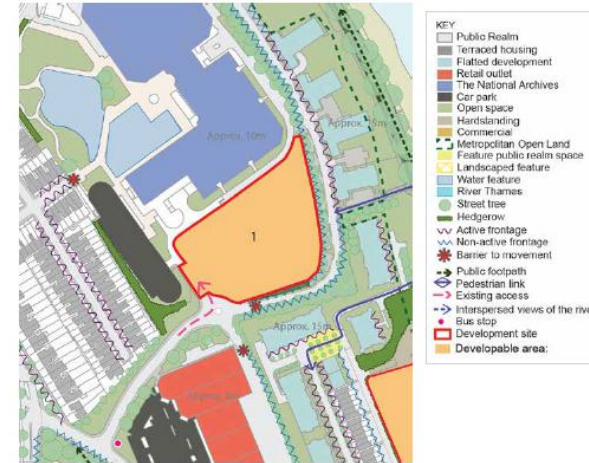 Approx. 10m
Approx. 15m
1
Approx. 15m
KEY
Public Realm
Terraced housing
Flatted development
Retail outlet
The National Archives
Car park
Open space
Hardstanding
Commercial
Metropolitan Open Land
Feature public realm space
Landscaped feature
Water feature
River Thames
Street tree
Hedgerow
Active frontage
Non-active frontage
Barrier to movement
Public footpath
Pedestrian link
Existing access
Interspersed views of the rive
Bus stop
Development site
Developable area: